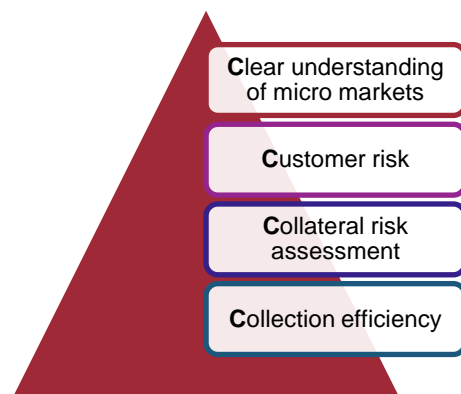 Clear understanding
of micro markets
Customer risk
Collateral risk
assessment
Collection efficiency